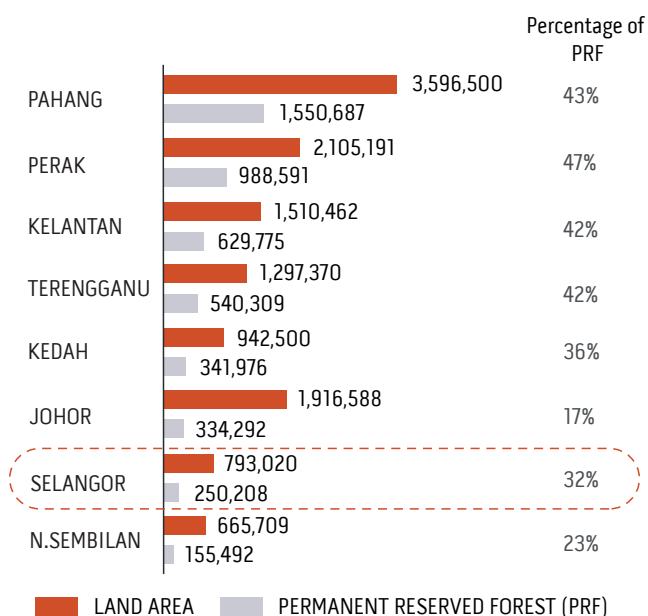 Percentage of
PRF
PAHANG
3,596,500
1,550,687
43%
PERAK
2,105,191
988,591
47%
KELANTAN
1,510,462
629,775
42%
TERENGGANU
1,297,370
540,309
42%
KEDAH
942,500
341,976
36%
JOHOR
1,916,588
334,292
17%
SELANGOR
793,020
250,208
32%
N.SEMBILAN
665,709
155,492
23%
LAND AREA PERMANENT RESERVED FOREST (PRF)